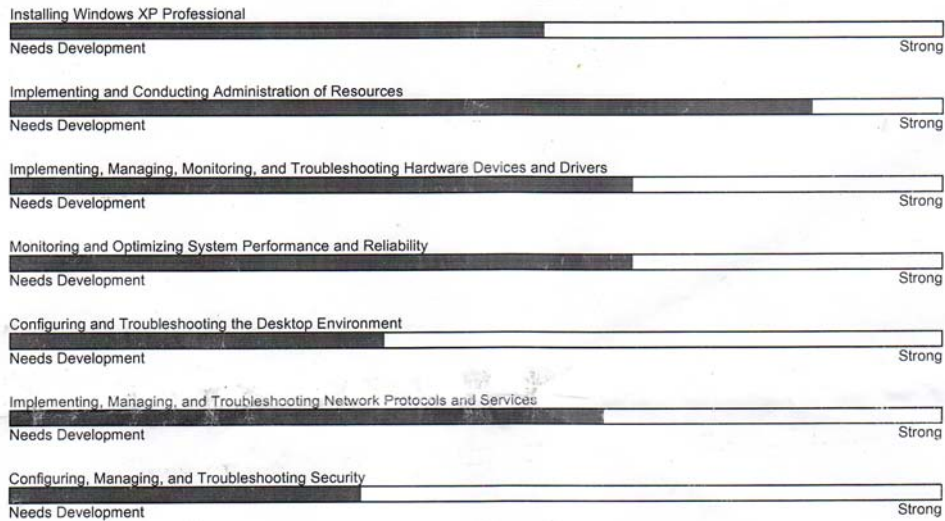 Installing Windows XP Professional
Needs Development Strong
Implementing and Conducting Administration of Resources
Needs Development Strong
Implementing, Managing, Monitoring, and Troubleshooting Hardware Devices and Drivers
Needs Development Strong
Monitoring and Optimizing System Performance and Reliability
Needs Development Strong
Configuring and Troubleshooting the Desktop Environment
Needs Development Strong
Implementing, Managing, and Troubleshooting Network Protocols and Services
Needs Development Strong
Configuring, Managing, and Troubleshooting Security
Needs Development Strong